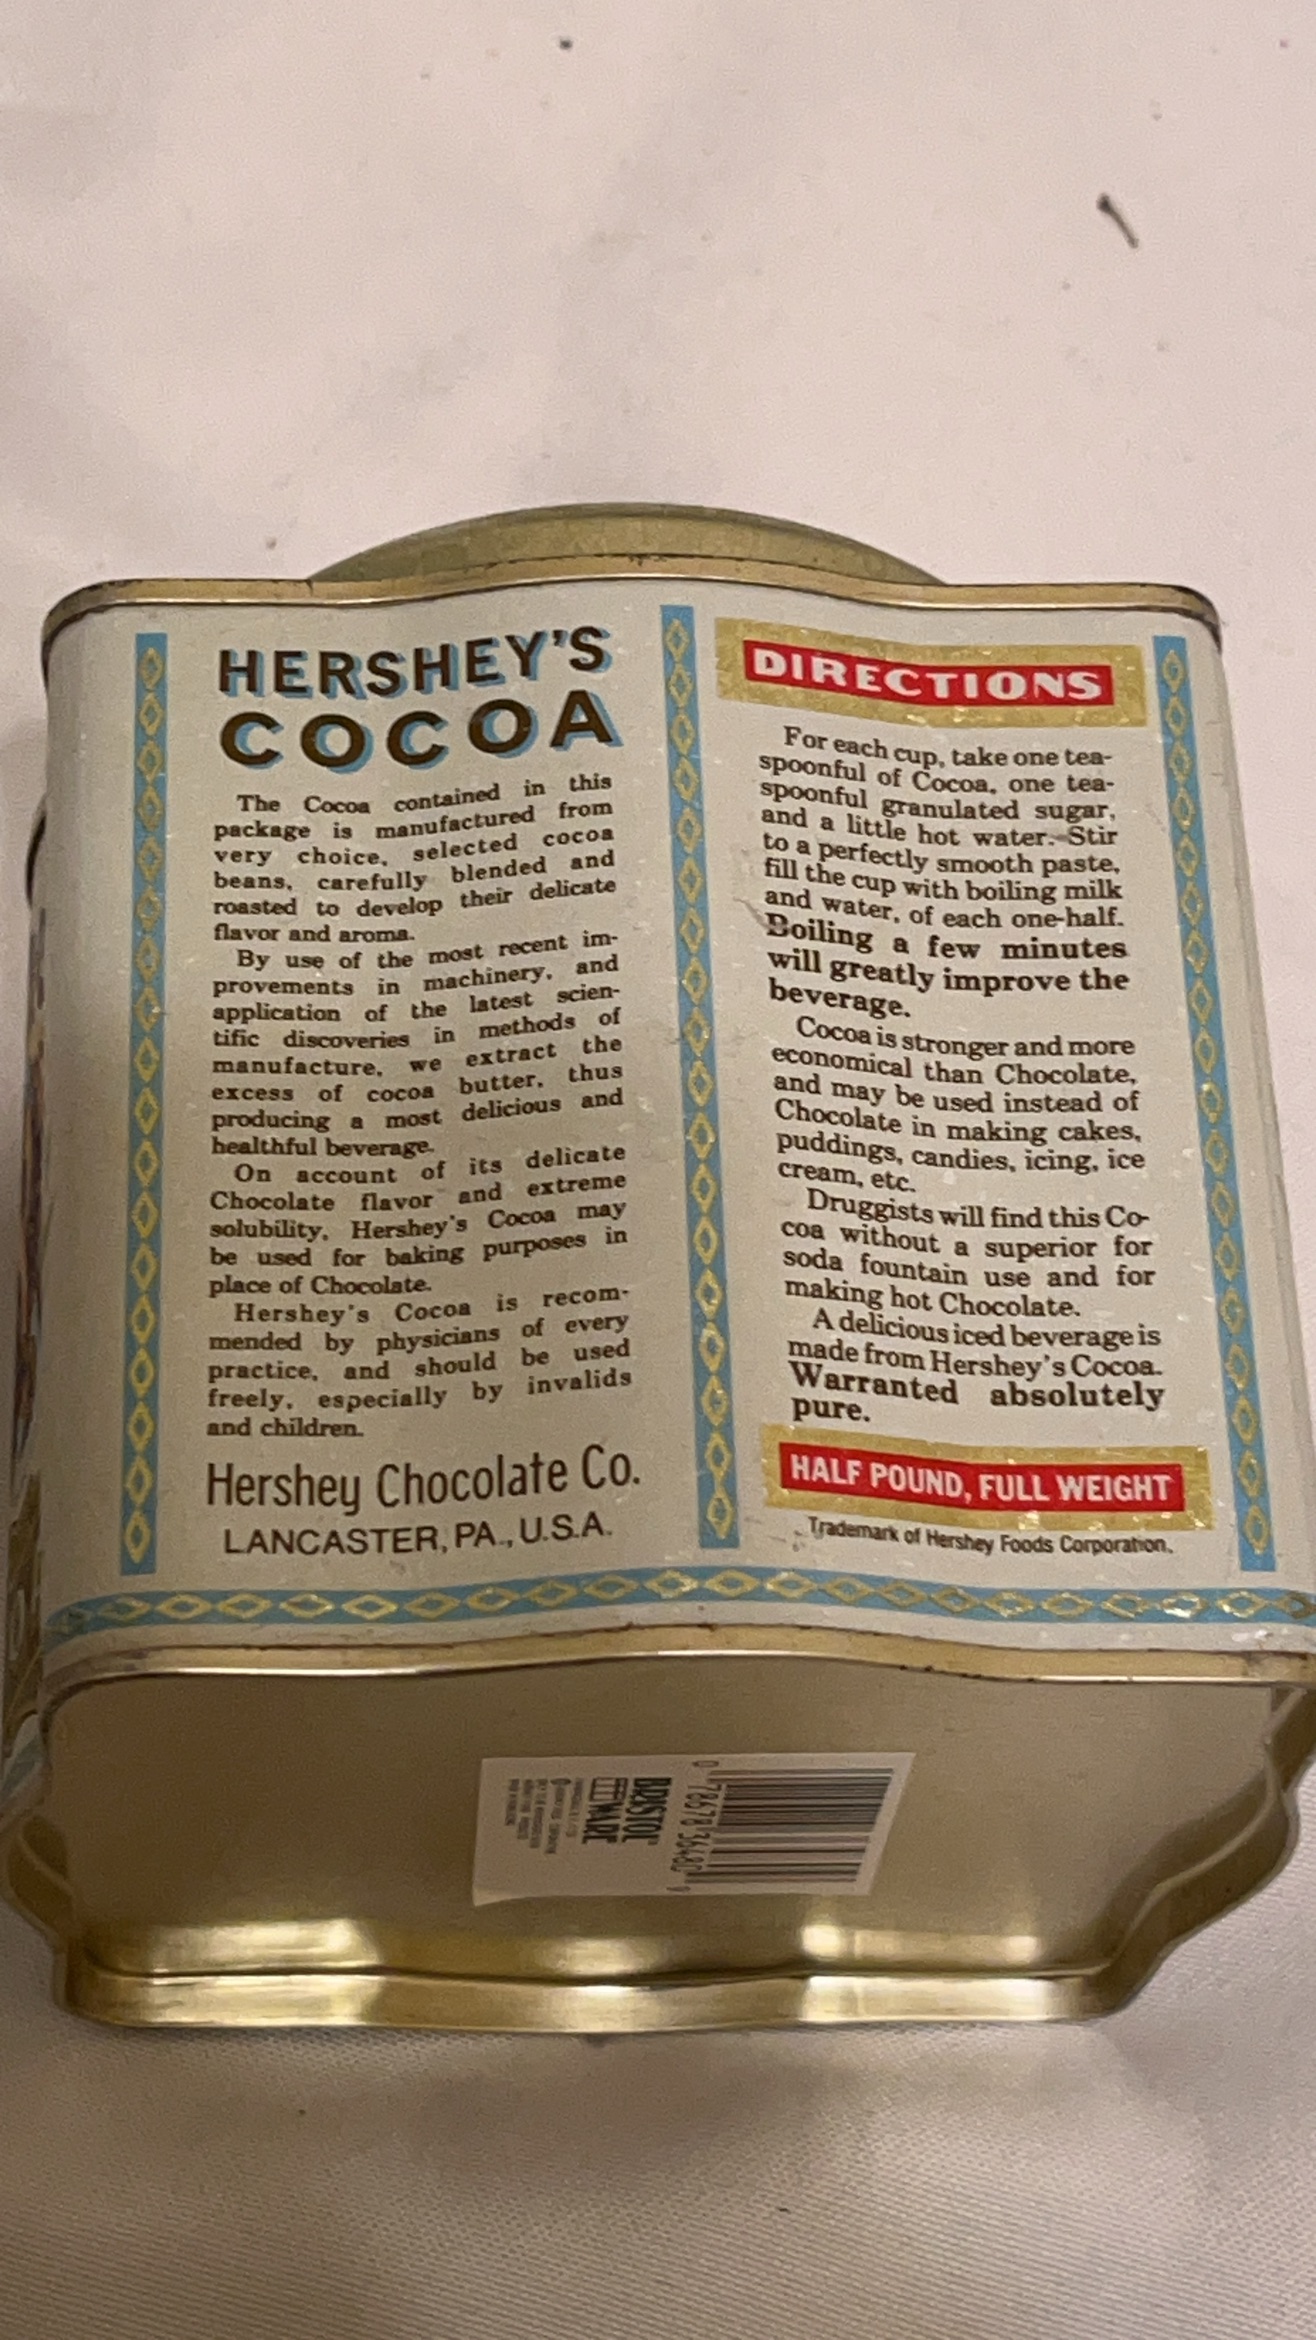 HERSHEY'S
COCOA
The Cocoa contained in this
package is manufactured from
very choice, selected cocoa
beans, carefully blended and
roasted to develop their delicate
flavor and aroma.
By use of the most recent im-
provements in machinery, and
application of the latest scien-
tific discoveries in methods of
manufacture, we extract the
excess of cocoa butter, thus
producing a most delicious and
healthful beverage.
On account of its delicate
Chocolate flavor and extreme
solubility, Hershey's Cocoa may
be used for baking purposes in
place of Chocolate.
Hershey's Cocoa is recom-
mended by physicians of every
practice, and should be used
freely, especially by invalids
and children.
Hershey Chocolate Co.
LANCASTER, PA., U.S.A.
DIRECTIONS
For each cup, take one tea-
spoonful of Cocoa, one tea-
spoonful granulated sugar,
and a little hot water. Stir
to a perfectly smooth paste,
fill the cup with boiling milk
and water, of each one-half.
Boiling a few minutes
will greatly improve the
beverage.
Cocoa is stronger and more
economical than Chocolate,
and may be used instead of
Chocolate in making cakes,
puddings, candies, icing, ice
cream, etc.
Druggists will find this Co-
coa without a superior for
soda fountain use and for
making hot Chocolate.
A delicious iced beverage is
made from Hershey's Cocoa.
Warranted absolutely
pure.
HALF POUND, FULL WEIGHT
Trademark of Hershey Foods Corporation.
BRISTOL
WARE